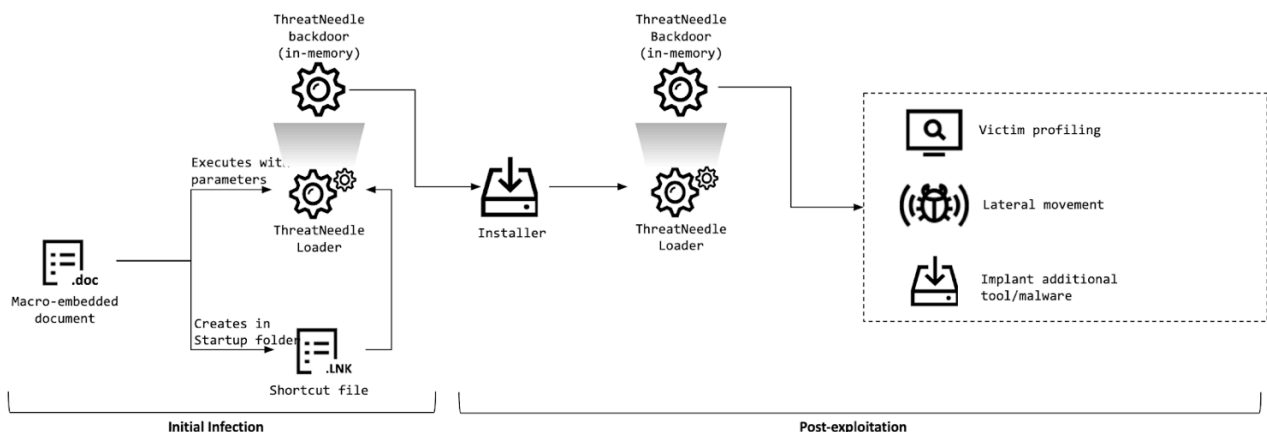 ThreatNeedle
backdoor
(in-memory)
ThreatNeedle
Backdoor
(in-memory)
Executes with
parameters
ThreatNeedle
Loader
.doc
Macro-embedded
document
Creates in
Startup folder
.LNK
Shortcut file
Installer
ThreatNeedle
Loader
Victim profiling
Lateral movement
Implant additional
tool/malware
Initial Infection
Post-exploitation